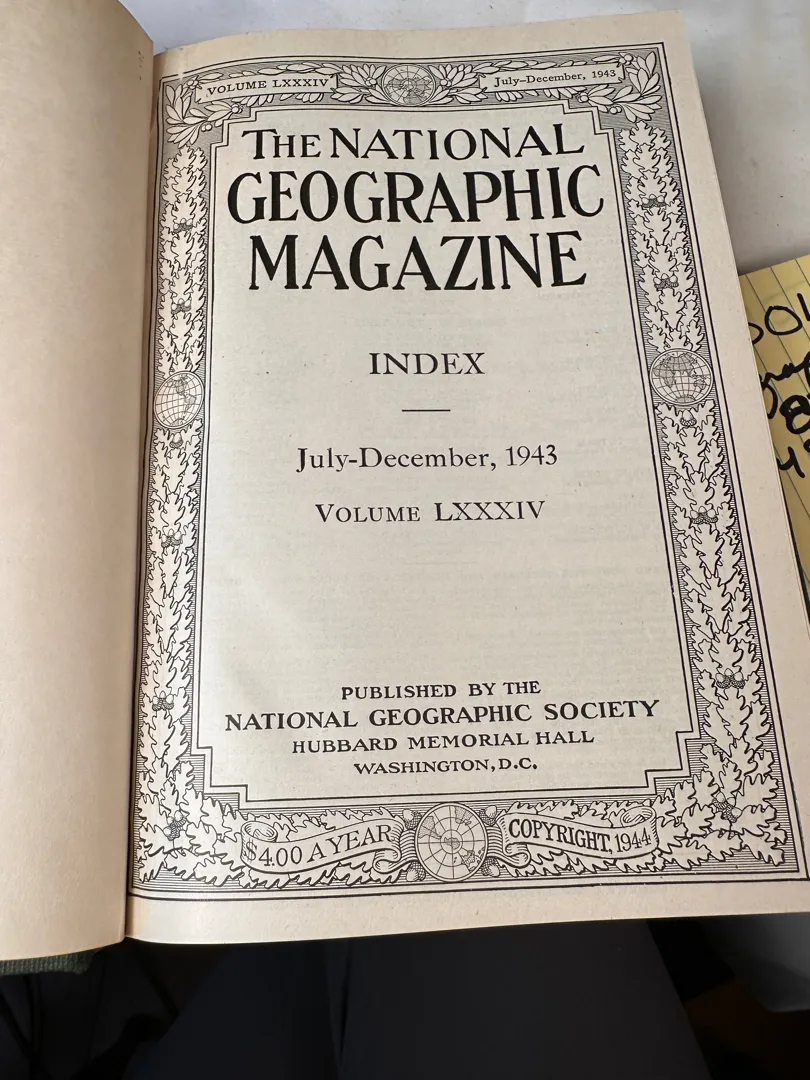 VOLUME LXXXIV
July–December, 1943
THE NATIONAL
GEOGRAPHIC
MAGAZINE
INDEX
July-December, 1943
VOLUME LXXXIV
PUBLISHED BY THE
NATIONAL GEOGRAPHIC SOCIETY
HUBBARD MEMORIAL HALL
WASHINGTON, D.C.
$4.00 A YEAR
COPYRIGHT, 1944